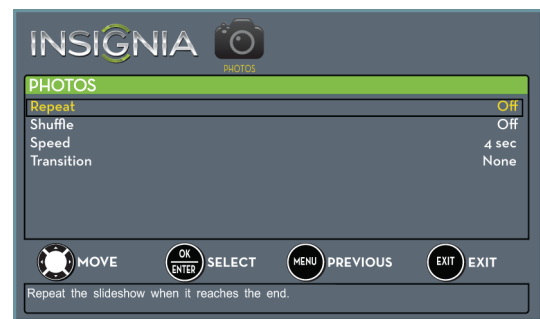 INSIGNIA
PHOTOS
PHOTOS
Repeat Off
Shuffle Off
Speed 4 sec
Transition None
MOVE OK ENTER SELECT MENU PREVIOUS EXIT EXIT
Repeat the slideshow when it reaches the end.